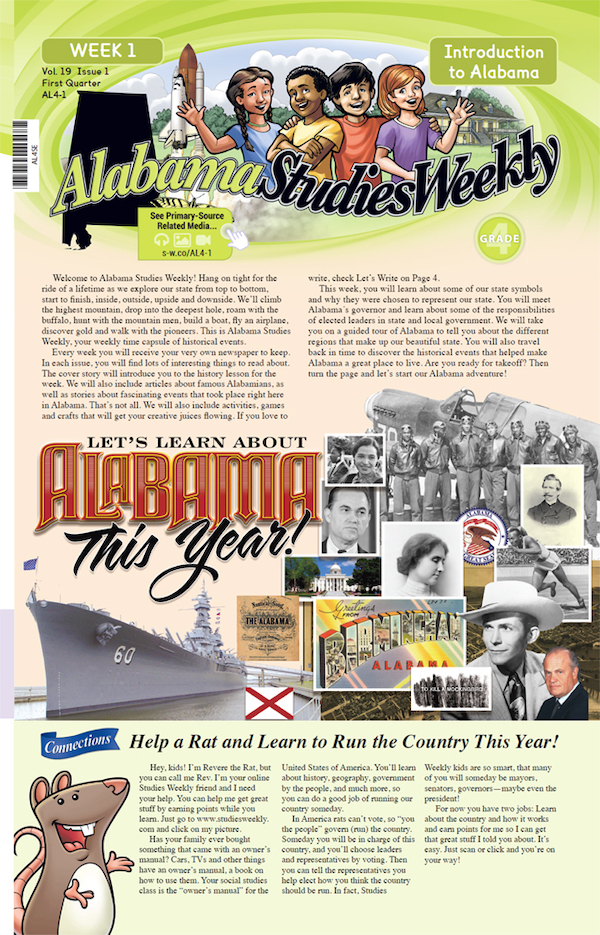 WEEK 1
Vol. 19 Issue 1
First Quarter
AL4-1
Introduction
to Alabama
AL4SE
Alabama Studies Weekly
See Primary-Source
Related Media...
s-w.co/AL4-1
GRADE
4
Welcome to Alabama Studies Weekly! Hang on tight for the
ride of a lifetime as we explore our state from top to bottom,
start to finish, inside, outside, upside and downside. We’ll climb
the highest mountain, drop into the deepest hole, roam with the
buffalo, hunt with the mountain men, build a boat, fly an airplane,
discover gold and walk with the pioneers. This is Alabama Studies
Weekly, your weekly time capsule of historical events.
Every week you will receive your very own newspaper to keep.
In each issue, you will find lots of interesting things to read about.
The cover story will introduce you to the history lesson for the
week. We will also include articles about famous Alabamians, as
well as stories about fascinating events that took place right here
in Alabama. That’s not all. We will also include activities, games
and crafts that will get your creative juices flowing. If you love to
write, check Let’s Write on Page 4.
This week, you will learn about some of our state symbols
and why they were chosen to represent our state. You will meet
Alabama’s governor and learn about some of the responsibilities
of elected leaders in state and local government. We will take
you on a guided tour of Alabama to tell you about the different
regions that make up our beautiful state. You will also travel
back in time to discover the historical events that helped make
Alabama a great place to live. Are you ready for takeoff? Then
turn the page and let’s start our Alabama adventure!
LET’S LEARN ABOUT
ALABAMA
This Year!
ALABAMA
GREAT SEAL
60
THE ALABAMA
Greetings
FROM
BIRMINGHAM
ALABAMA
TO KILL A MOCKINGBIRD
Connections
Help a Rat and Learn to Run the Country This Year!
Hey, kids! I’m Revere the Rat, but
you can call me Rev. I’m your online
Studies Weekly friend and I need
your help. You can help me get great
stuff by earning points while you
learn. Just go to www.studiesweekly.
com and click on my picture.
Has your family ever bought
something that came with an owner’s
manual? Cars, TVs and other things
have an owner’s manual, a book on
how to use them. Your social studies
class is the “owner’s manual” for the
United States of America. You’ll learn
about history, geography, government
by the people, and much more, so
you can do a good job of running our
country someday.
In America rats can’t vote, so “you
the people” govern (run) the country.
Someday you will be in charge of this
country, and you’ll choose leaders
and representatives by voting. Then
you can tell the representatives you
help elect how you think the country
should be run. In fact, Studies
Weekly kids are so smart, that many
of you will someday be mayors,
senators, governors—maybe even the
president!
For now you have two jobs: Learn
about the country and how it works
and earn points for me so I can get
that great stuff I told you about. It’s
easy. Just scan or click and you’re on
your way!